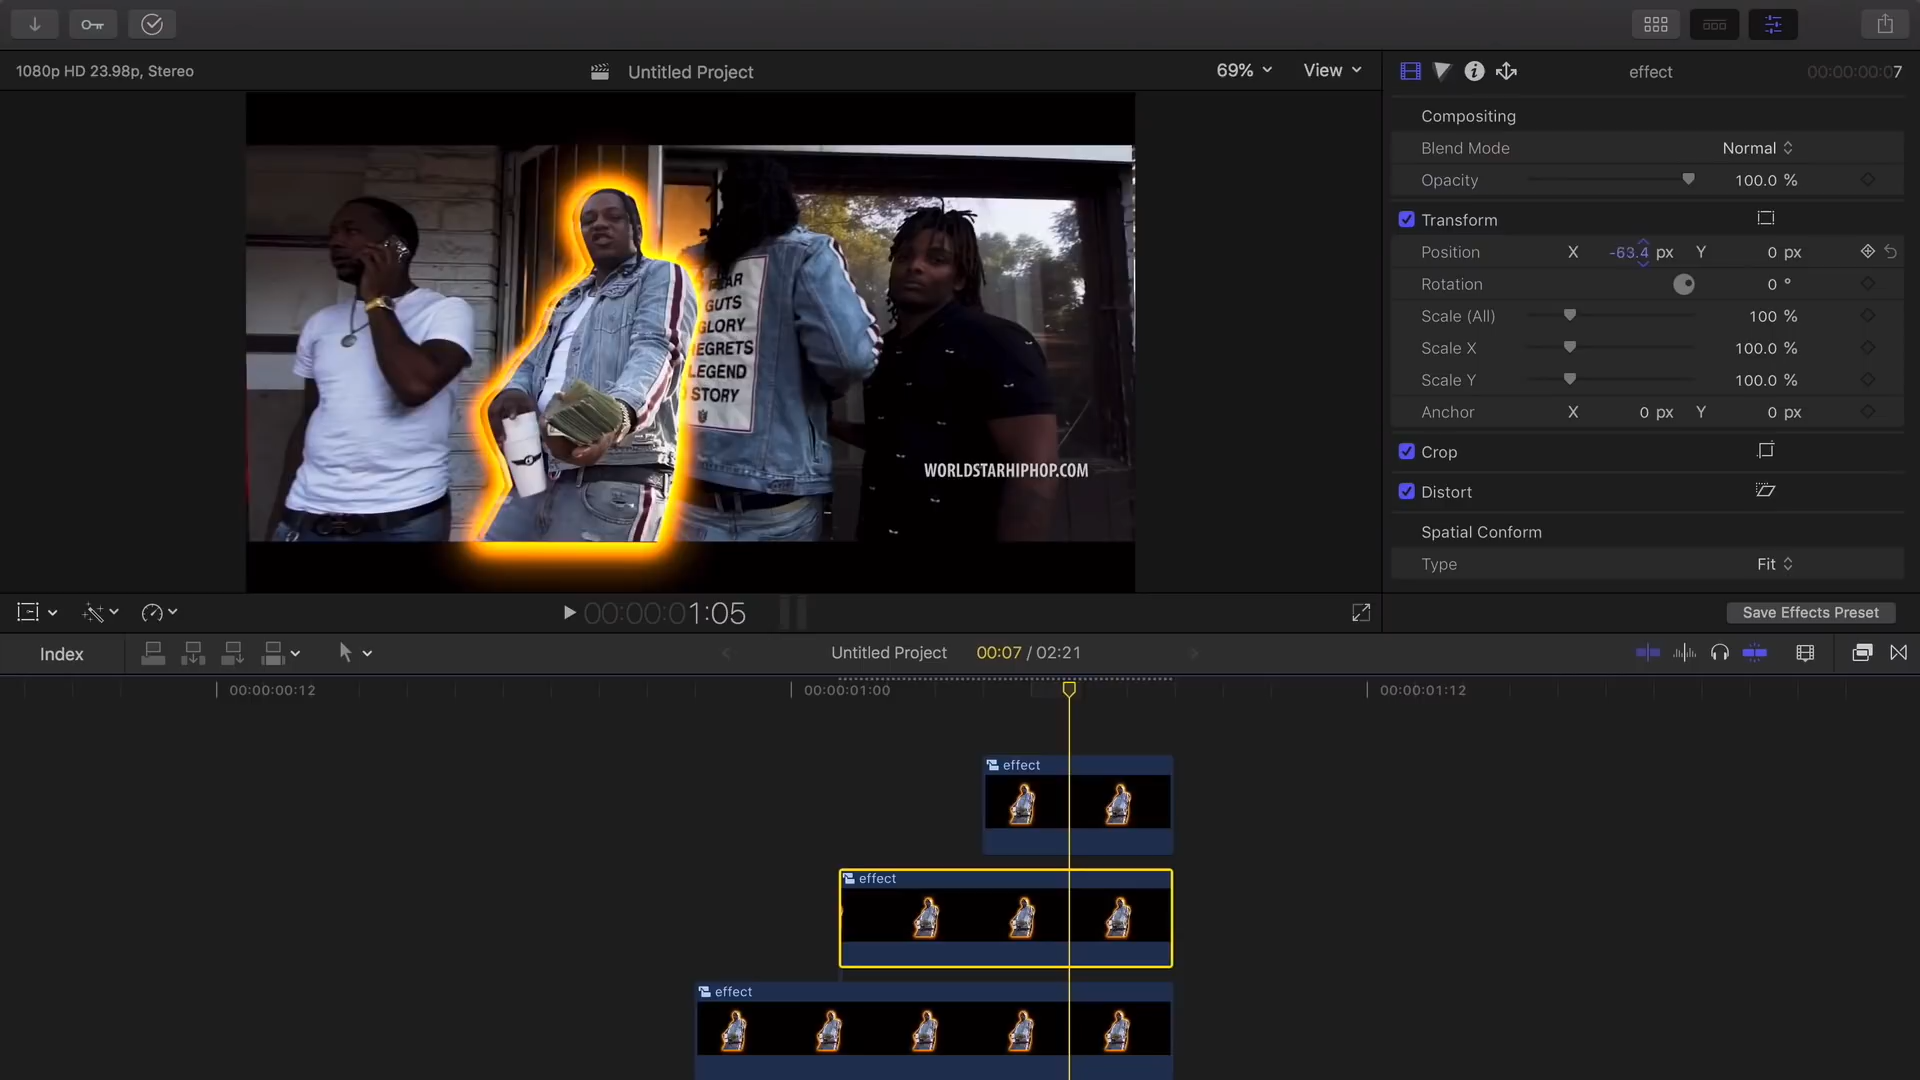 1080p HD 23.98p, Stereo
Untitled Project
69%
View
effect
00:00:00:07
Compositing
Blend Mode
Normal
Opacity
100.0 %
Transform
Position
X
-63.4 px
Y
0 px
Rotation
0 °
Scale (All)
100 %
Scale X
100.0 %
Scale Y
100.0 %
Anchor
X
0 px
Y
0 px
Crop
Distort
Spatial Conform
Type
Fit
Save Effects Preset
GUTS
GLORY
LEGEND
STORY
WORLDSTARHIPHOP.COM
00:00:01:05
Index
Untitled Project
00:07 / 02:21
00:00:00:12
00:00:01:00
00:00:01:12
effect
effect
effect